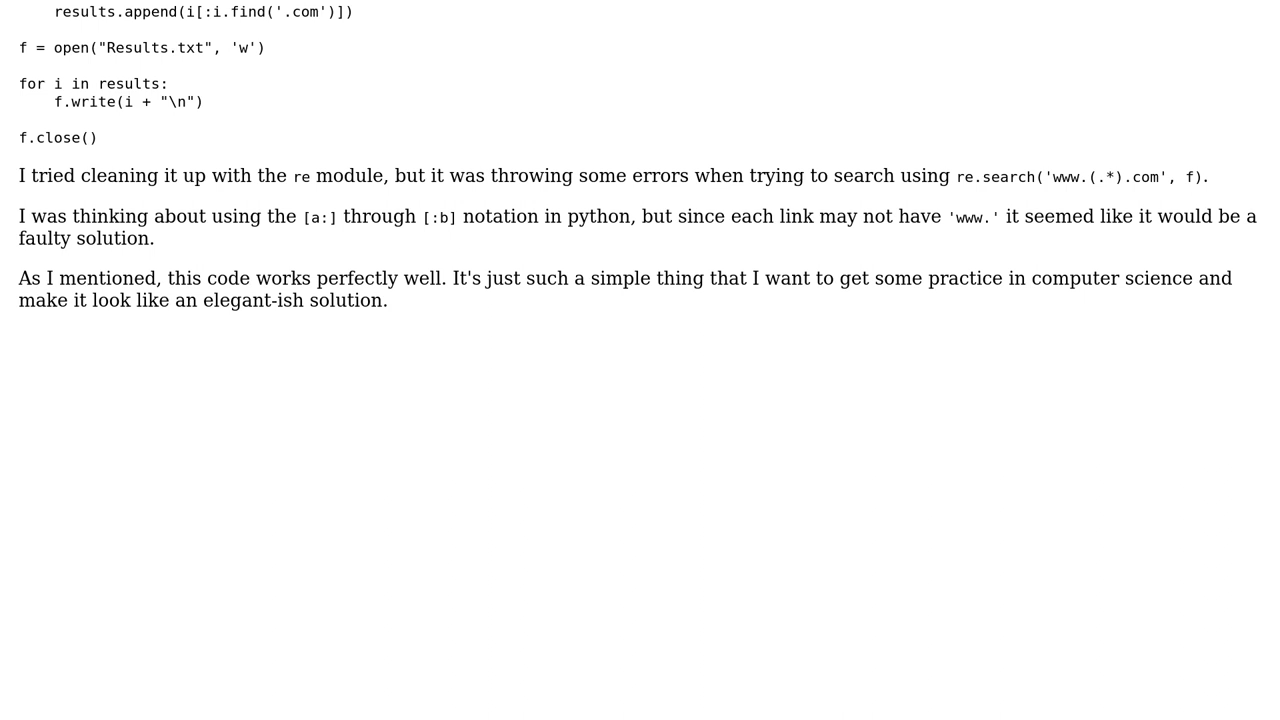 results.append(i[:i.find('.com')])
f = open("Results.txt", 'w')
for i in results:
    f.write(i + "\n")
f.close()
I tried cleaning it up with the re module, but it was throwing some errors when trying to search using re.search('www.(.*).com', f).
I was thinking about using the [a:] through [:b] notation in python, but since each link may not have 'www.' it seemed like it would be a
faulty solution.
As I mentioned, this code works perfectly well. It's just such a simple thing that I want to get some practice in computer science and
make it look like an elegant-ish solution.